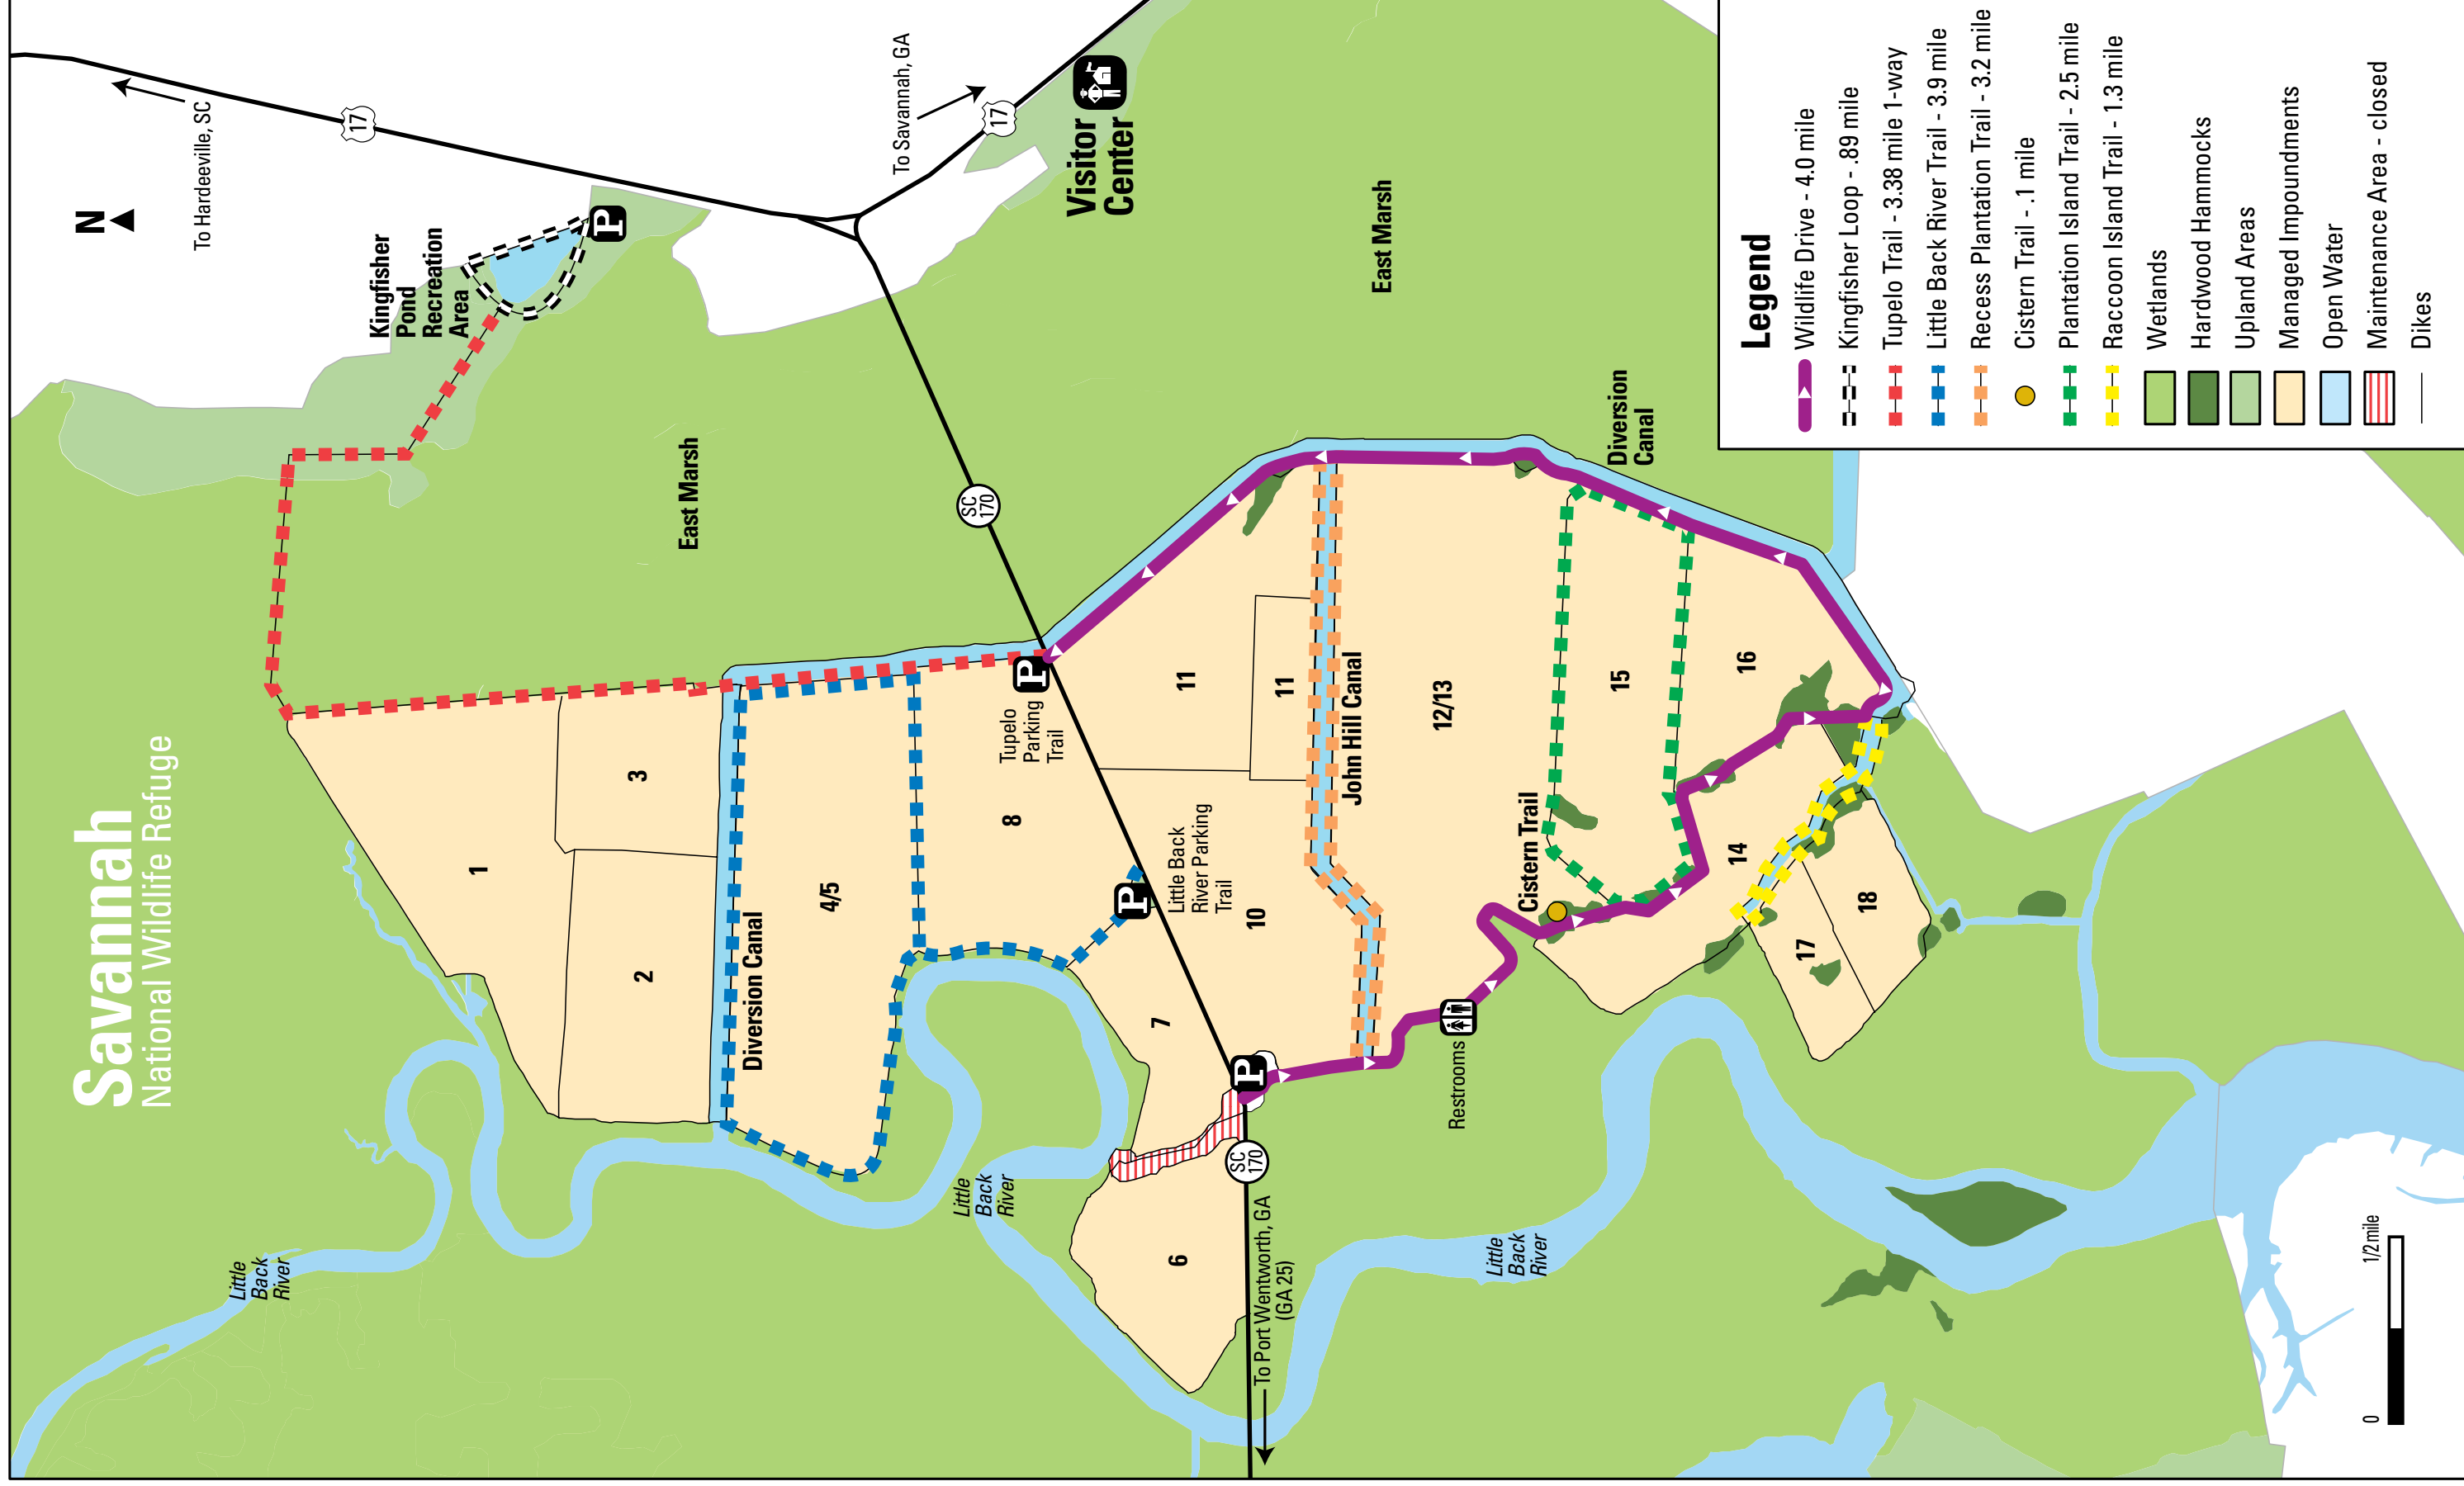 Savannah
National Wildlife Refuge
N
To Hardeeville, SC
17
Kingfisher
Pond
Recreation
Area
To Savannah, GA
17
Visitor
Center
East Marsh
East Marsh
SC
170
Diversion
Canal
Little
Back
River
1
2
3
Diversion Canal
4/5
8
Tupelo
Parking
Trail
P
P
P
P
Little Back
River Parking
Trail
7
Little
Back
River
6
SC
170
To Port Wentworth, GA
(GA 25)
10
11
11
John Hill Canal
12/13
Cistern Trail
Restrooms
15
16
14
17
18
Little
Back
River
0
1/2 mile
Legend
Wildlife Drive - 4.0 mile
Kingfisher Loop - .89 mile
Tupelo Trail - 3.38 mile 1-way
Little Back River Trail - 3.9 mile
Recess Plantation Trail - 3.2 mile
Cistern Trail - .1 mile
Plantation Island Trail - 2.5 mile
Raccoon Island Trail - 1.3 mile
Wetlands
Hardwood Hammocks
Upland Areas
Managed Impoundments
Open Water
Maintenance Area - closed
Dikes